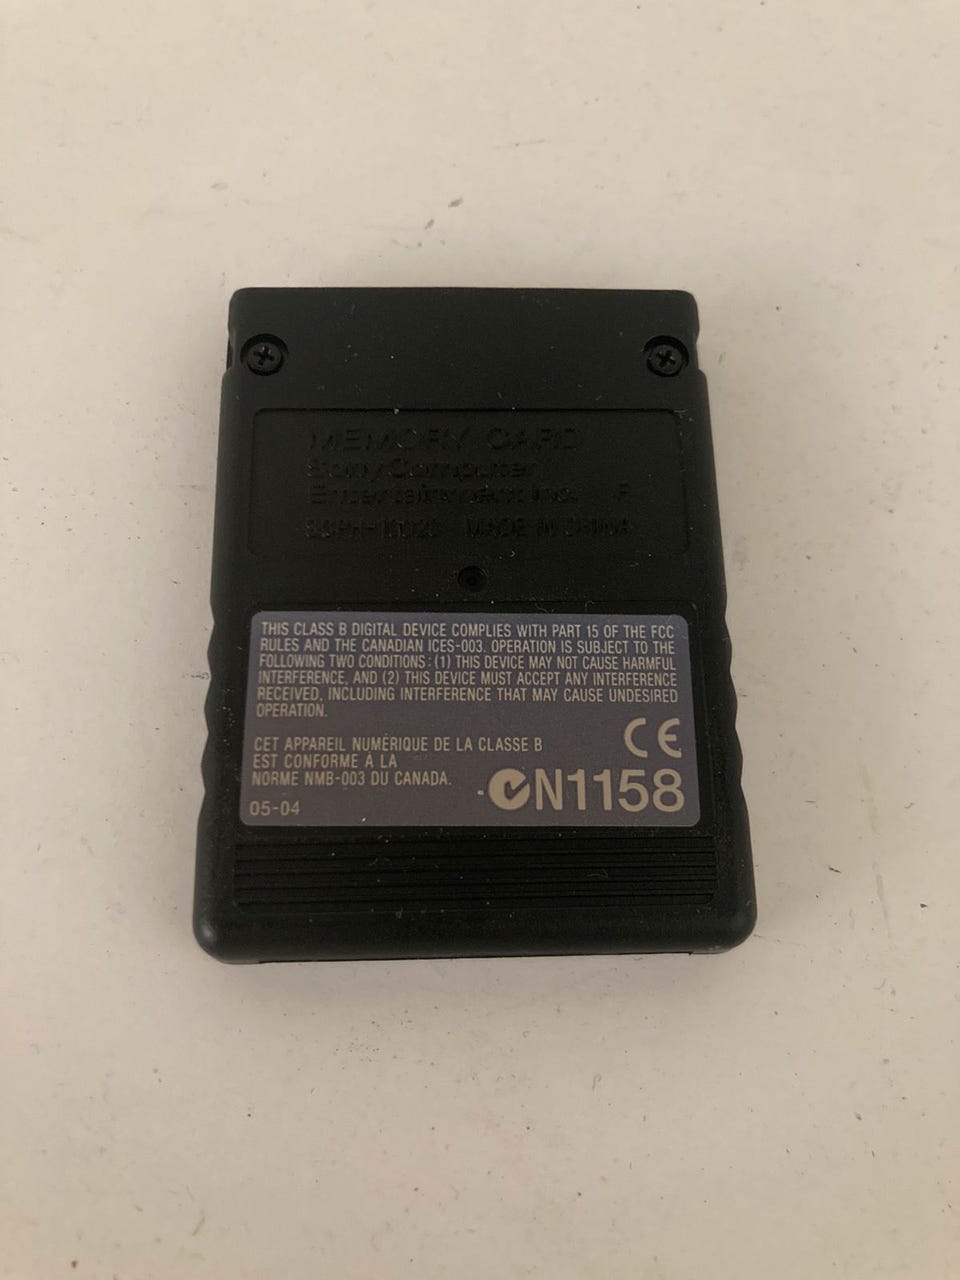 MEMORY CARD
Sony Computer
Entertainment Inc. F
SCPH-10020 MADE IN CHINA
THIS CLASS B DIGITAL DEVICE COMPLIES WITH PART 15 OF THE FCC
RULES AND THE CANADIAN ICES-003. OPERATION IS SUBJECT TO THE
FOLLOWING TWO CONDITIONS : (1) THIS DEVICE MAY NOT CAUSE HARMFUL
INTERFERENCE, AND (2) THIS DEVICE MUST ACCEPT ANY INTERFERENCE
RECEIVED, INCLUDING INTERFERENCE THAT MAY CAUSE UNDESIRED
OPERATION.
CET APPAREIL NUMÉRIQUE DE LA CLASSE B
EST CONFORME À LA
NORME NMB-003 DU CANADA.
05-04
CE
N1158